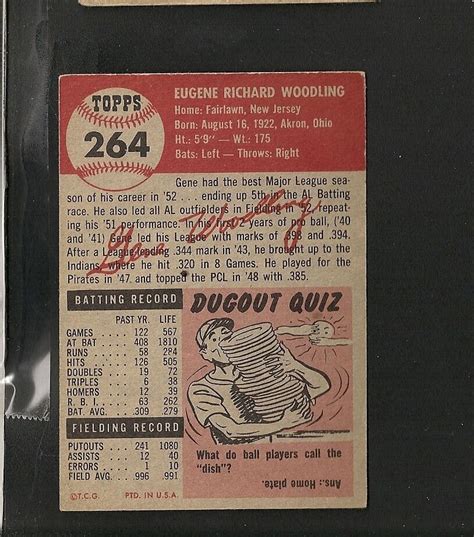 TOPPS
264
EUGENE RICHARD WOODLING
Home: Fairlawn, New Jersey
Born: August 16, 1922, Akron, Ohio
Ht.: 5'9" — Wt.: 175
Bats: Left — Throws: Right
Gene had the best Major League sea-
son of his career in '52 . . . ending up 5th in the AL Batting
race. He also led all AL outfielders in Fielding in '52 repeat-
ing his '51 performance. This is his years of pro ball, ('40
and '41) Gene led his League with marks of and .394.
After a League leading .344 mark in '43, he was brought up to the
Indians where he hit .320 in 8 Games. He played for the
Pirates in '47 and topped the PCL in '48 with .385.
Gene Woodling
BATTING RECORD
PAST YR. LIFE
GAMES 122 567
AT BAT 408 1810
RUNS 58 284
HITS 126 505
DOUBLES 19 72
TRIPLES 6 38
HOMERS 12 39
R. B. I. 63 242
BAT. AVG. .309 .279
FIELDING RECORD
PUTOUTS 241 1080
ASSISTS 12 40
ERRORS 1 10
FIELD AVG. .996 .991
©T.C.G. PTD. IN U.S.A.
DUGOUT QUIZ
What do ball players call the
"dish"?
Ans.: Home plate.